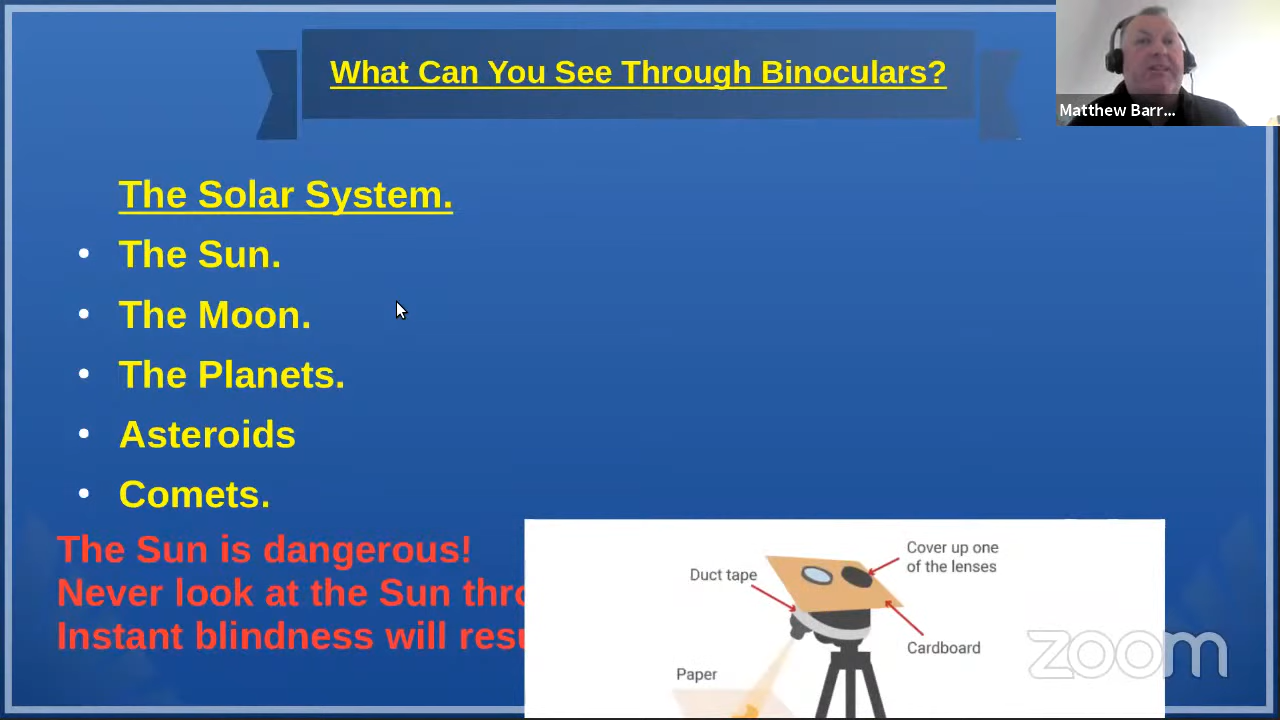 What Can You See Through Binoculars?
Matthew Barr...
The Solar System.
• The Sun.
• The Moon.
• The Planets.
• Asteroids
• Comets.
The Sun is dangerous!
Never look at the Sun thro
Instant blindness will resu
Cover up one
of the lenses
Duct tape
Cardboard
Paper
zoom